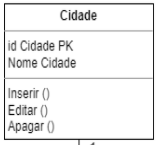 Cidade
id Cidade PK
Nome Cidade
Inserir ()
Editar ()
Apagar ()